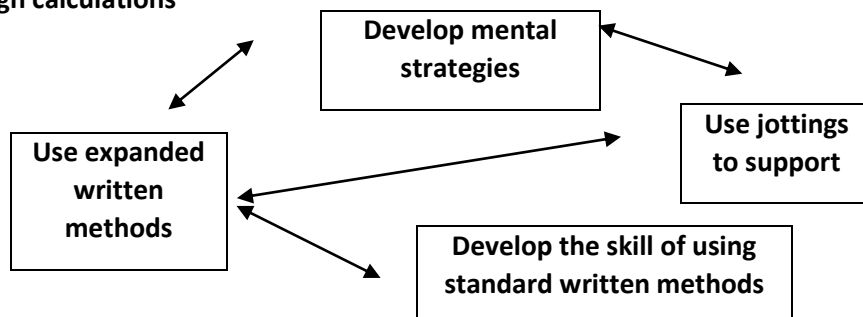 calculations
Develop mental
strategies
Use jottings
to support
Use expanded
written
methods
Develop the skill of using
standard written methods